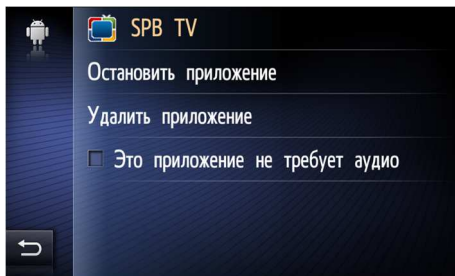 SPB TV
Остановить приложение
Удалить приложение
Это приложение не требует аудио